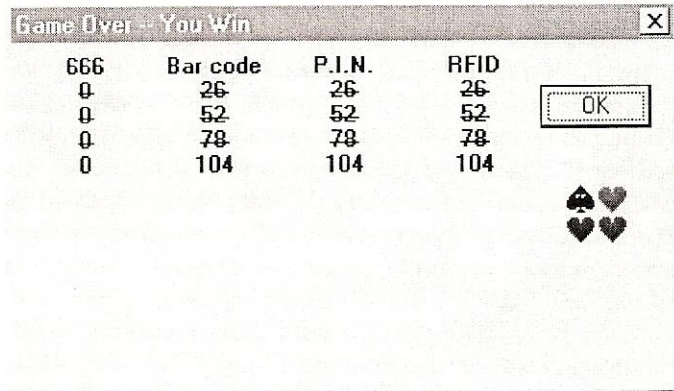 Game Over -- You Win
666 Bar code P.I.N. RFID
0 26 26 26
0 52 52 52
0 78 78 78
0 104 104 104
OK